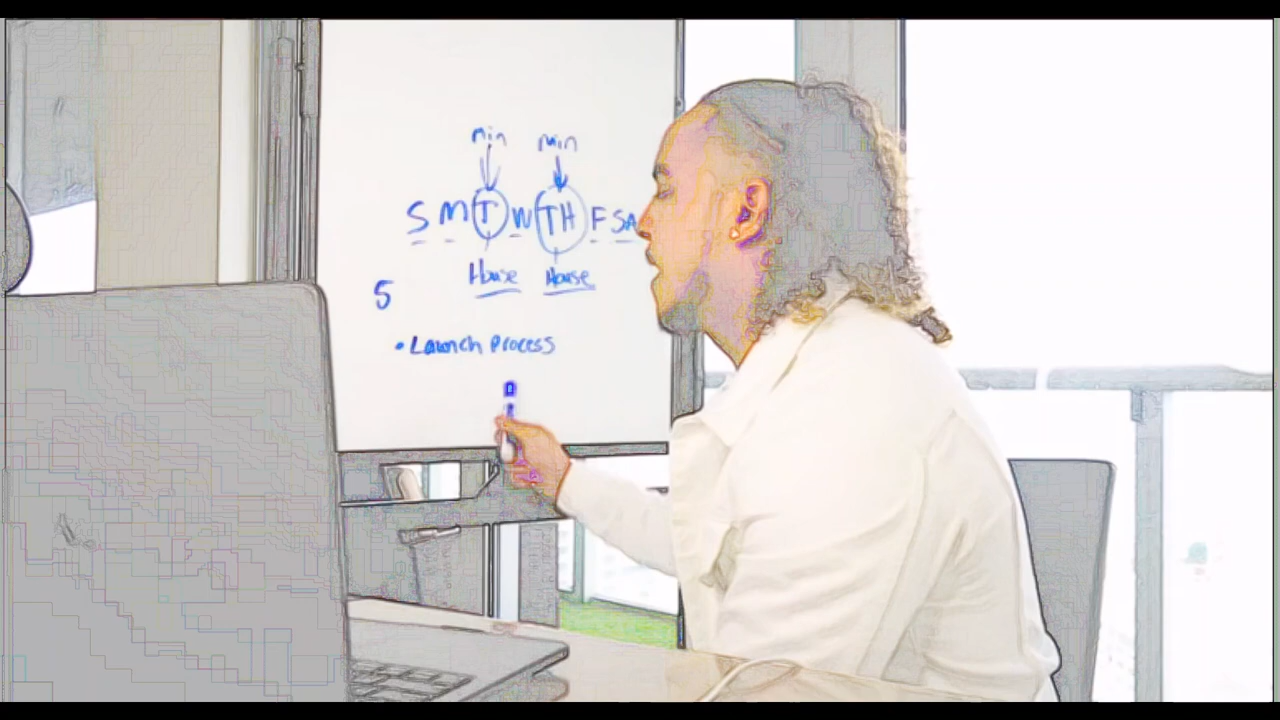 min min
S M T W TH F SA
House House
5
• Launch Process